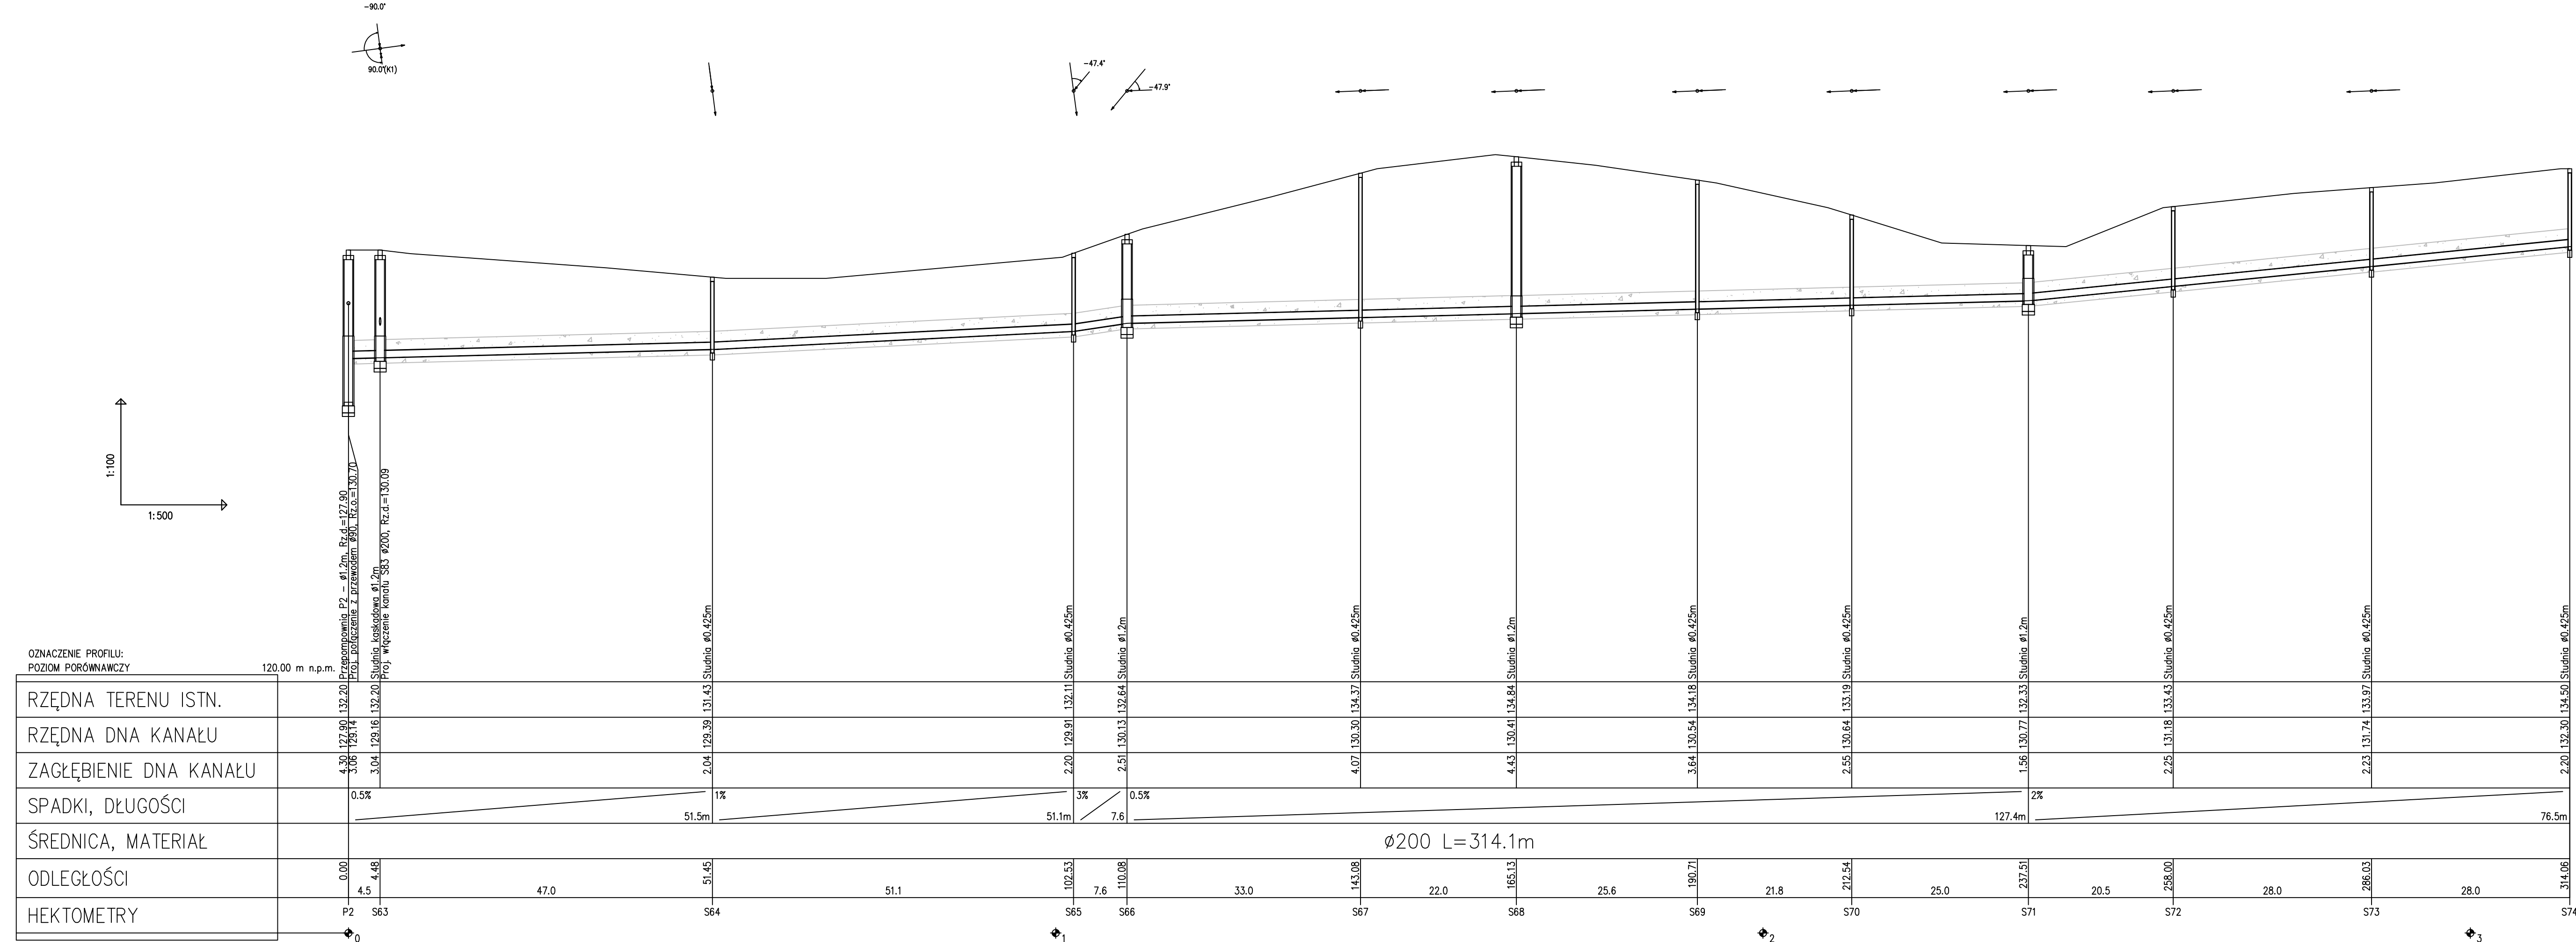 -90.0°
90.0°(K1)
-47.4°
-47.9°
1:100
1:500
Przepompownia P2 - ø1.2m, Rz.d.=127.90
Proj. połączenie z przewodem ø90, Rz.o.=130.70
Studnia kaskadowa ø1.2m
Proj. włączenie kanału S83 ø200, Rz.d.=130.09
Studnia ø0.425m
Studnia ø0.425m
Studnia ø1.2m
Studnia ø0.425m
Studnia ø1.2m
Studnia ø0.425m
Studnia ø0.425m
Studnia ø1.2m
Studnia ø0.425m
Studnia ø0.425m
Studnia ø0.425m
OZNACZENIE PROFILU:
POZIOM PORÓWNAWCZY 120.00 m n.p.m.
RZĘDNA TERENU ISTN. 132.20 132.20 131.43 132.11 132.64 134.37 134.84 134.18 133.19 132.33 133.43 133.97 134.50
RZĘDNA DNA KANAŁU 127.90 129.14 129.16 129.39 129.91 130.13 130.30 130.41 130.54 130.64 130.77 131.18 131.74 132.30
ZAGŁĘBIENIE DNA KANAŁU 4.30 3.06 3.04 2.04 2.20 2.51 4.07 4.43 3.64 2.55 1.56 2.25 2.23 2.20
SPADKI, DŁUGOŚCI 0.5% 51.5m 1% 51.1m 3% 7.6 0.5% 127.4m 2% 76.5m
ŚREDNICA, MATERIAŁ ø200 L=314.1m
ODLEGŁOŚCI 0.00 4.48 51.45 102.53 110.08 143.08 165.13 190.71 212.54 237.51 258.00 286.03 314.06
4.5 47.0 51.1 7.6 33.0 22.0 25.6 21.8 25.0 20.5 28.0 28.0
HEKTOMETRY P2 S63 S64 S65 S66 S67 S68 S69 S70 S71 S72 S73 S74
0 1 2 3